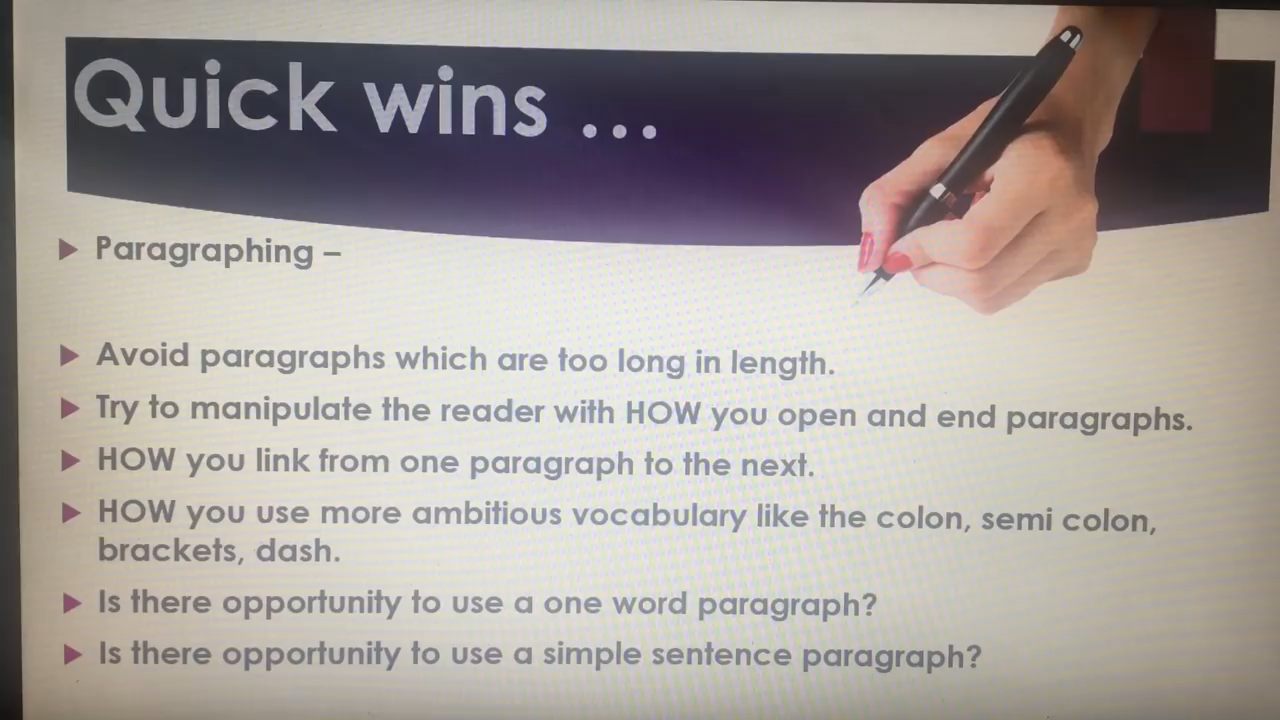 Quick wins ...
Paragraphing –
Avoid paragraphs which are too long in length.
Try to manipulate the reader with HOW you open and end paragraphs.
HOW you link from one paragraph to the next.
HOW you use more ambitious vocabulary like the colon, semi colon,
brackets, dash.
Is there opportunity to use a one word paragraph?
Is there opportunity to use a simple sentence paragraph?